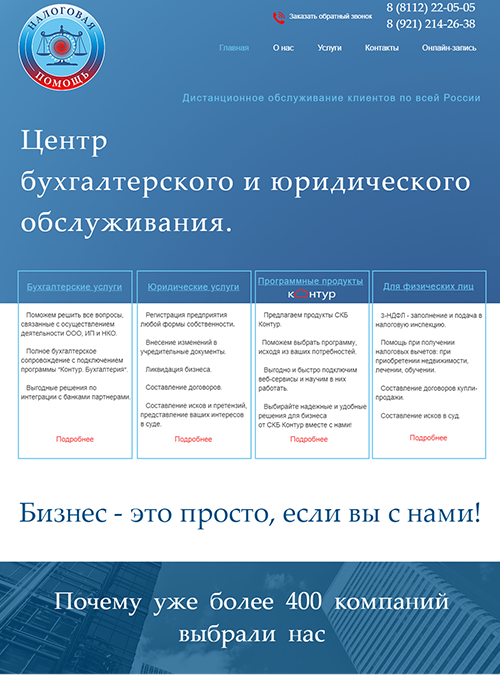 НАЛОГОВАЯ
ПОМОЩЬ
Заказать обратный звонок
8 (8112) 22-05-05
8 (921) 214-26-38
Главная О нас Услуги Контакты Онлайн-запись
Дистанционное обслуживание клиентов по всей России
Центр
бухгалтерского и юридического
обслуживания.
Бухгалтерские услуги
Поможем решить все вопросы,
связанные с осуществлением
деятельности ООО, ИП и НКО.
Полное бухгалтерское
сопровождение с подключением
программы "Контур. Бухгалтерия".
Выгодные решения по
интеграции с банками партнерами.
Подробнее
Юридические услуги
Регистрация предприятия
любой формы собственности.
Внесение изменений в
учредительные документы.
Ликвидация бизнеса.
Составление договоров.
Составление исков и претензий,
представление ваших интересов
в суде.
Подробнее
Программные продукты
контур
Предлагаем продукты СКБ
Контур.
Поможем выбрать программу,
исходя из ваших потребностей.
Выгодно и быстро подключим
веб-сервисы и научим в них
работать.
Выбирайте надежные и удобные
решения для бизнеса
от СКБ Контур вместе с нами!
Подробнее
Для физических лиц
3-НДФЛ - заполнение и подача в
налоговую инспекцию.
Помощь при получении
налоговых вычетов: при
приобретении недвижимости,
лечении, обучении.
Составление договоров купли-
продажи.
Составление исков в суд.
Подробнее
Бизнес - это просто, если вы с нами!
Почему уже более 400 компаний
выбрали нас